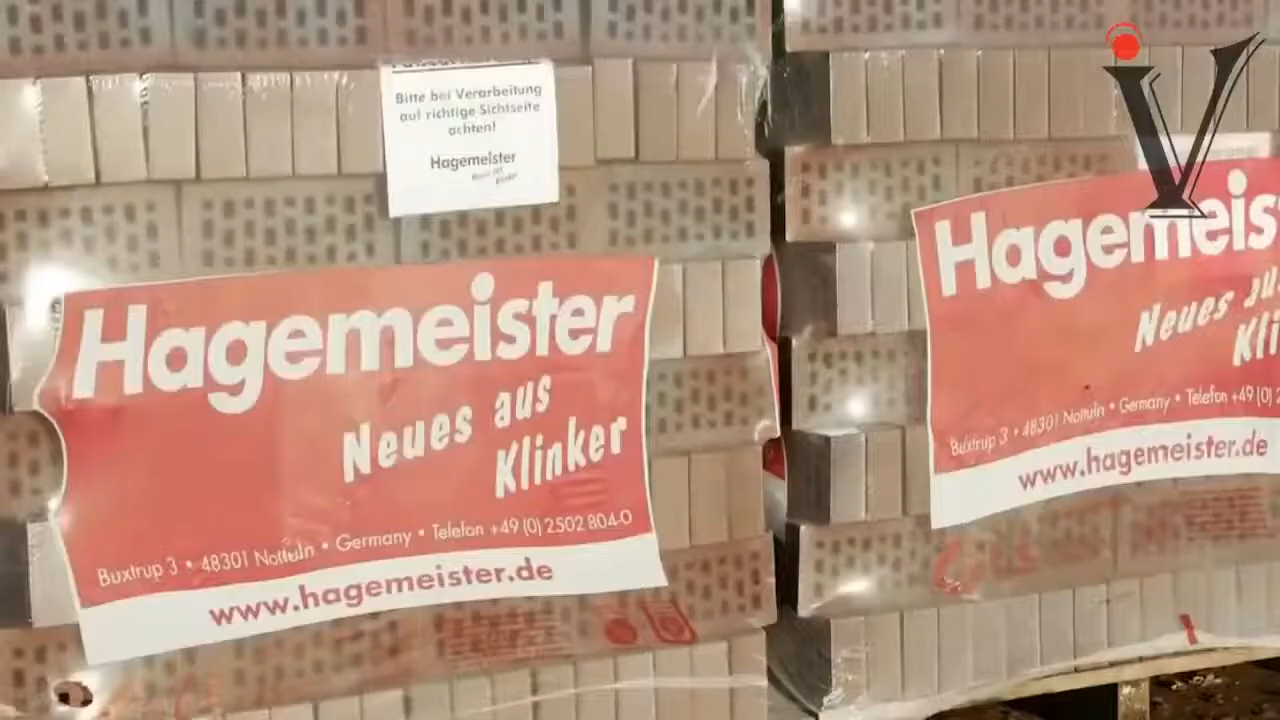 Bitte bei Verarbeitung
auf richtige Sichtseite
achten!
Hagemeister
Hagemeister
Neues aus
Klinker
Buxtrup 3 • 48301 Nottuln • Germany • Telefon +49 (0) 2502 804-0
www.hagemeister.de
V
Hagemeis
Neues au
Kli
Buxtrup 3 • 48301 Nottuln • Germany • Telefon +49 (0) 2
www.hagemeister.de